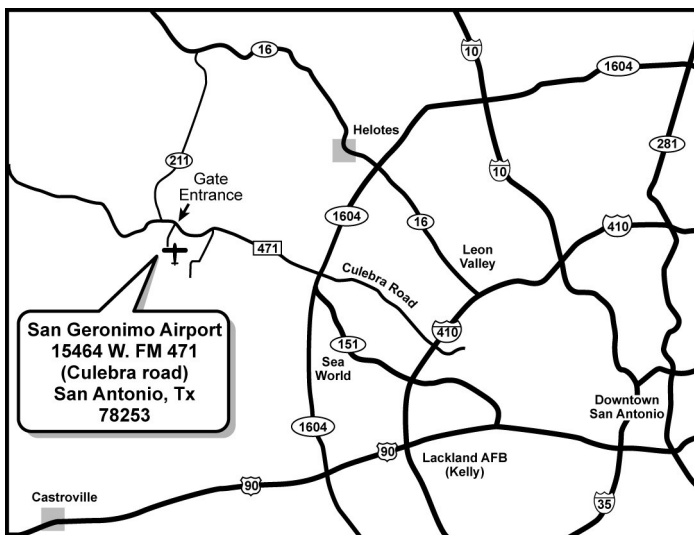 16
10
1604
Helotes
281
211
Gate
Entrance
10
1604
16
410
471
Leon
Valley
Culebra Road
San Geronimo Airport
15464 W. FM 471
(Culebra road)
San Antonio, Tx
78253
410
151
Sea
World
Downtown
San Antonio
1604
90
Lackland AFB
(Kelly)
90
Castroville
35